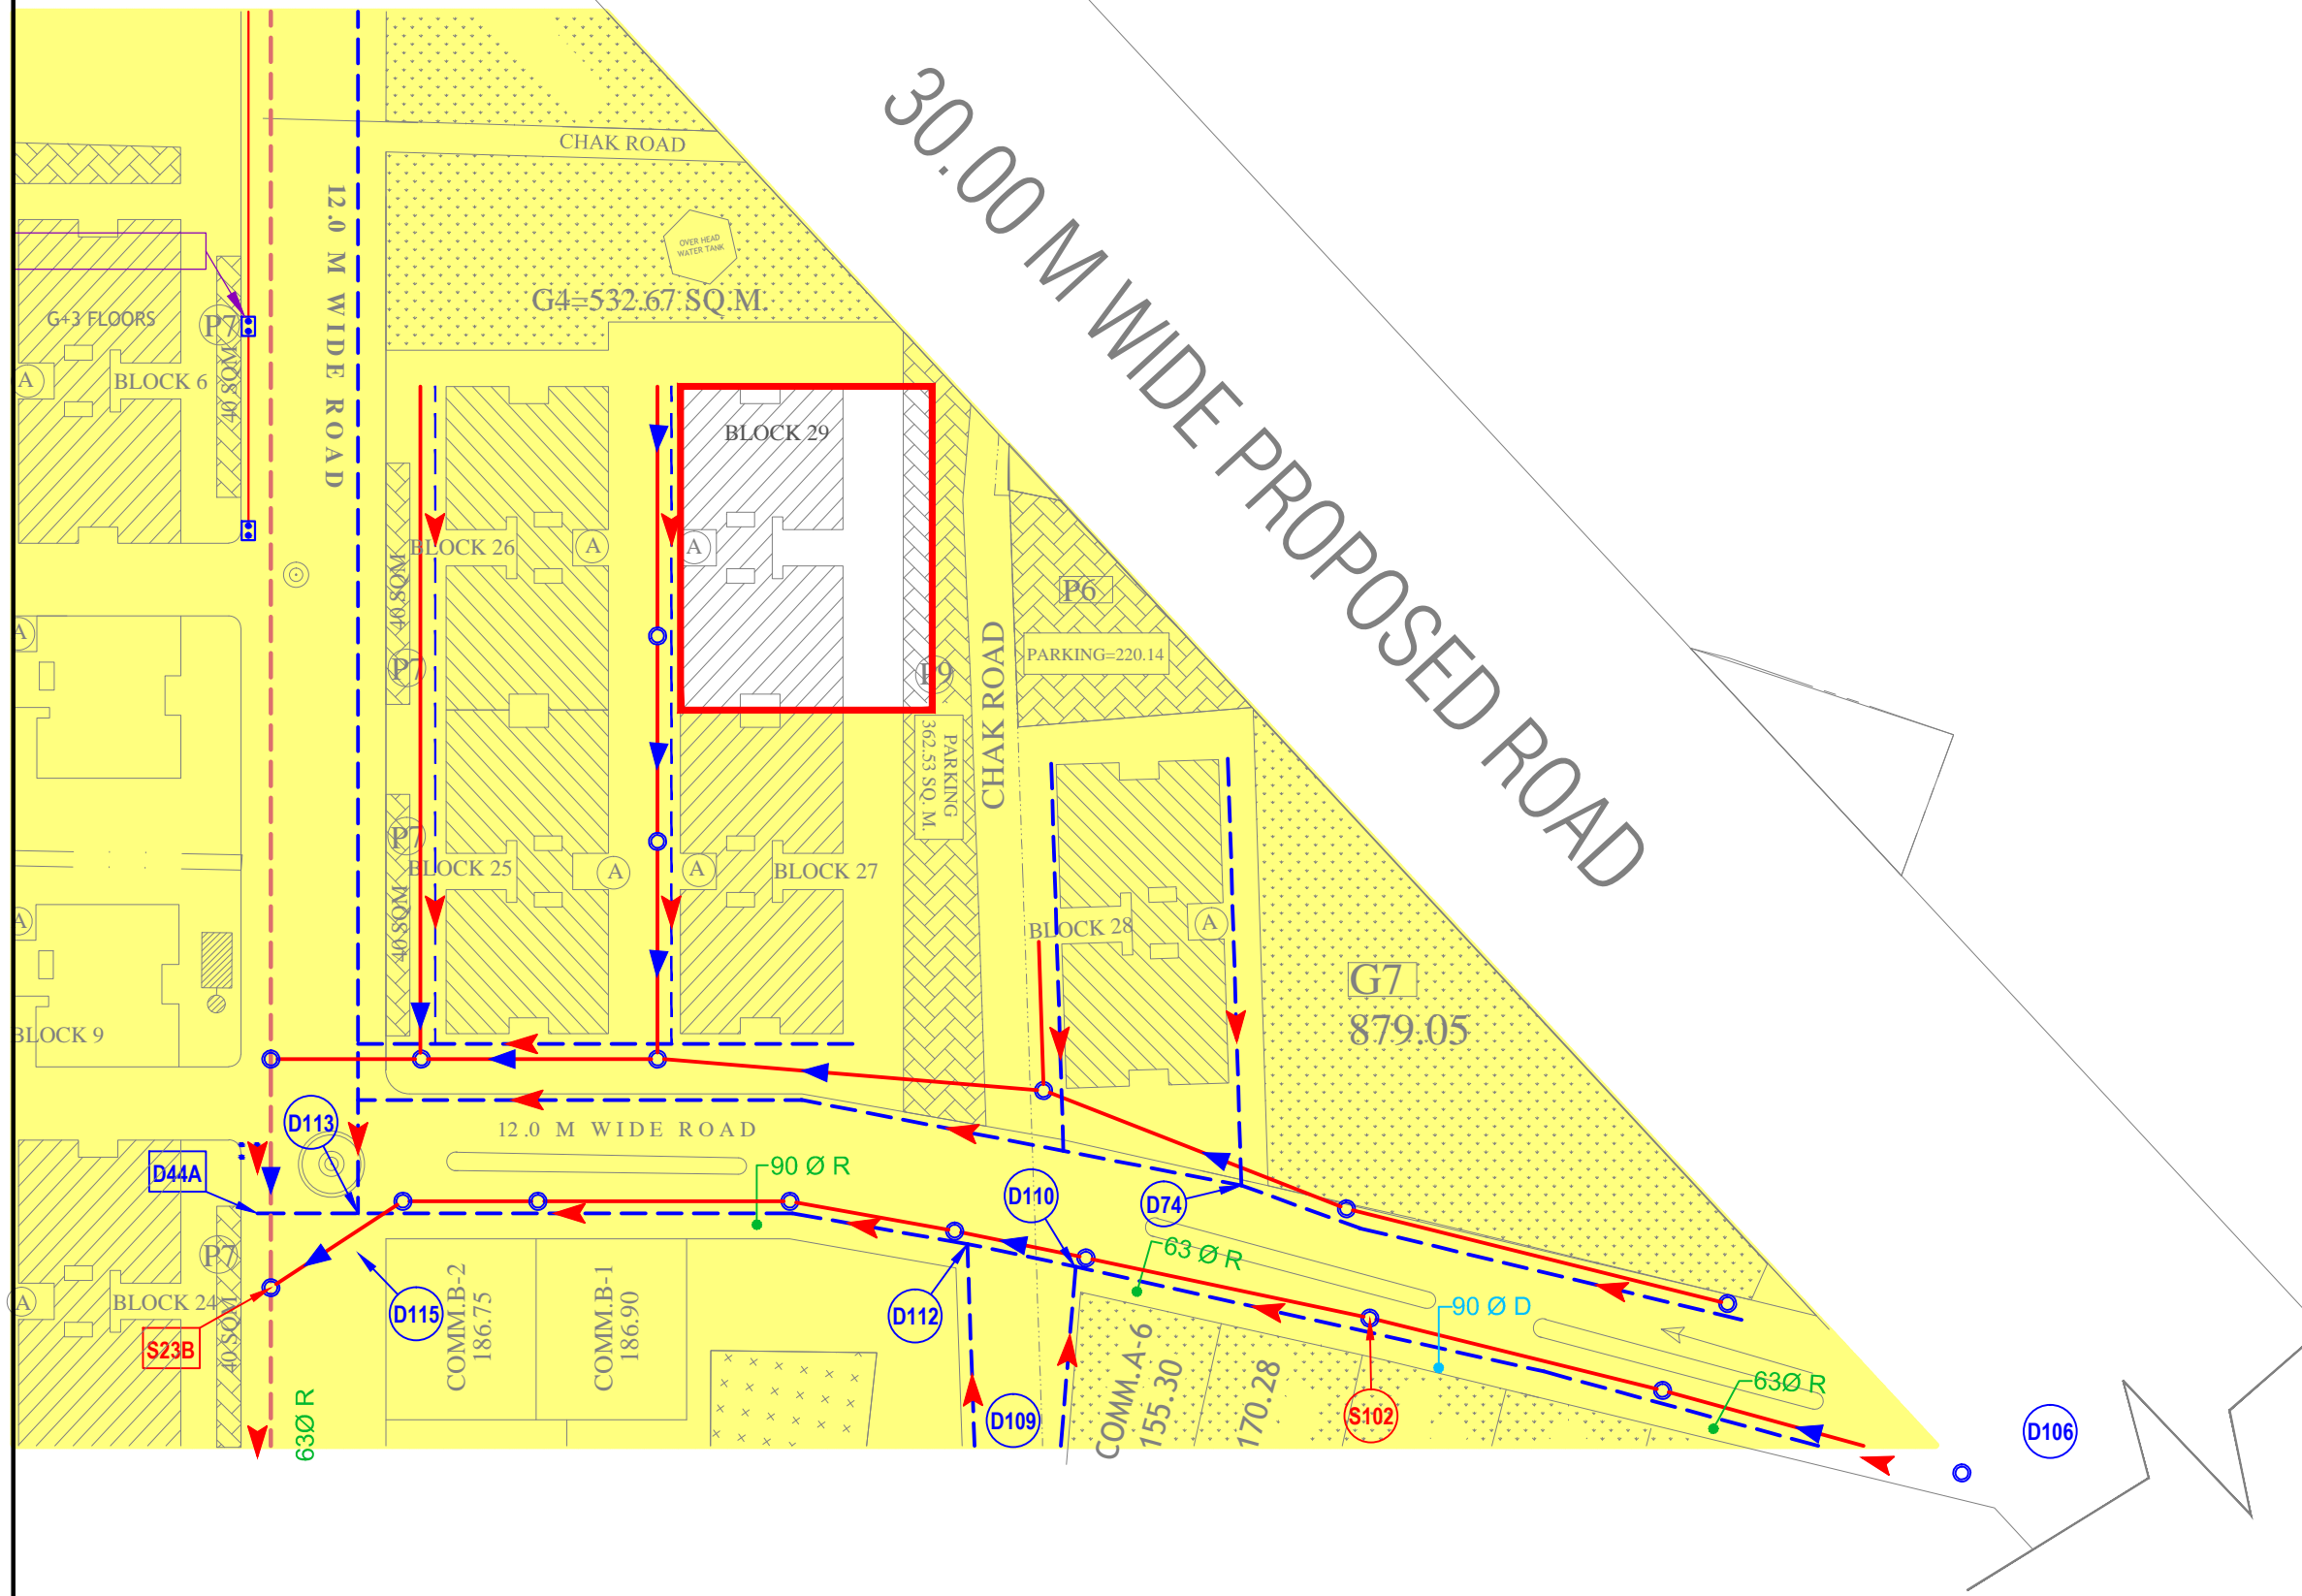 CHAK ROAD
30.00 M WIDE PROPOSED ROAD
12.0 M WIDE ROAD
OVER HEAD
WATER TANK
G4=532.67 SQ.M.
G+3 FLOORS
P7
40 SQM
A
BLOCK 6
BLOCK 29
BLOCK 26
A
A
40 SQM
P7
P6
PARKING=220.14
A
P9
CHAK ROAD
PARKING
362.53 SQ. M.
P7
BLOCK 25
A
A
BLOCK 27
40 SQM
A
BLOCK 28
A
G7
879.05
BLOCK 9
D113
12.0 M WIDE ROAD
D44A
90 Ø R
D110
D74
P7
63 Ø R
A
BLOCK 24
40 SQM
D115
COMM.B-2
186.75
COMM.B-1
186.90
D112
90 Ø D
S23B
COMM.A-6
155.30
170.28
63Ø R
63Ø R
D109
S102
D106